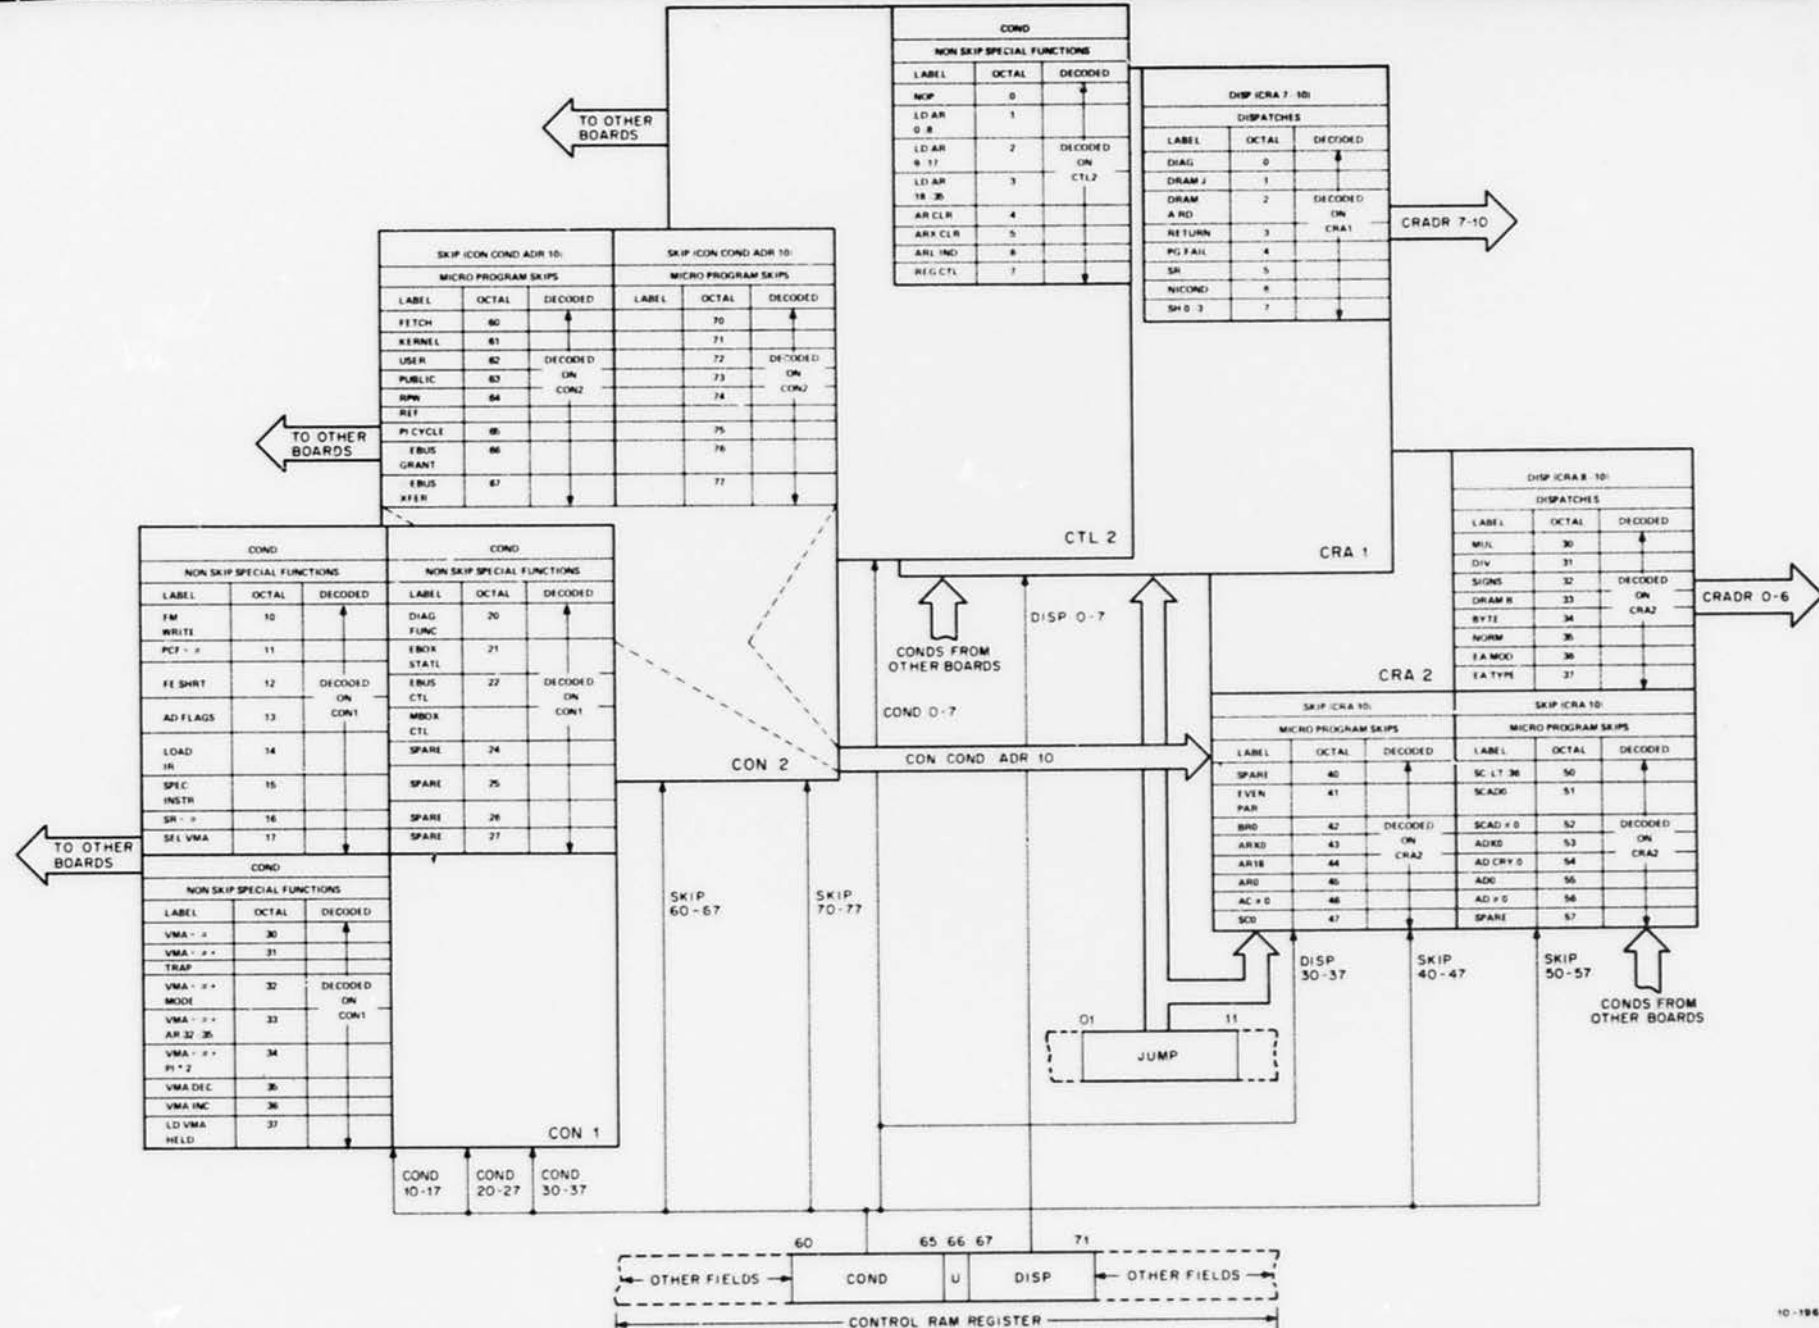 COND
NON SKIP SPECIAL FUNCTIONS
LABEL OCTAL DECODED
NOP 0
LD AR 1
0-8
LD AR 2 DECODED
9-17 ON
LD AR 3 CTL2
18-35
AR CLR 4
ARX CLR 5
ARL IND 6
REG CTL 7
CTL 2
TO OTHER
BOARDS
DISP (CRA 7-10)
DISPATCHES
LABEL OCTAL DECODED
DIAG 0
DRAM J 1
DRAM 2 DECODED
A RD ON
RETURN 3 CRA1
PG FAIL 4
SR 5
NICOND 6
SH 0-3 7
CRA 1
CRADR 7-10
SKIP (CON COND ADR 10)
MICRO PROGRAM SKIPS
LABEL OCTAL DECODED
FETCH 60
KERNEL 61
USER 62 DECODED
PUBLIC 63 ON
RPW 64 CON2
REF
PI CYCLE 65
EBUS 66
GRANT
EBUS 67
XFER
SKIP (CON COND ADR 10)
MICRO PROGRAM SKIPS
LABEL OCTAL DECODED
70
71
72 DECODED
73 ON
74 CON2
75
76
77
CON 2
TO OTHER
BOARDS
COND
NON SKIP SPECIAL FUNCTIONS
LABEL OCTAL DECODED
FM 10
WRITE
PCF 11
FE SHRT 12 DECODED
ON
AD FLAGS 13 CON1
LOAD 14
IR
SPEC 15
INSTR
SR 16
SEL VMA 17
COND
NON SKIP SPECIAL FUNCTIONS
LABEL OCTAL DECODED
DIAG 20
FUNC
EBOX 21
STATE
EBUS 22 DECODED
CTL ON
MBOX CON1
CTL
SPARE 24
SPARE 25
SPARE 26
SPARE 27
TO OTHER
BOARDS
COND
NON SKIP SPECIAL FUNCTIONS
LABEL OCTAL DECODED
VMA 30
VMA 31
TRAP
VMA 32 DECODED
MODE ON
VMA 33 CON1
AR 32-35
VMA 34
PI * 2
VMA DEC 35
VMA INC 36
LD VMA 37
HELD
CON 1
CONDS FROM
OTHER BOARDS
DISP 0-7
COND 0-7
CON COND ADR 10
DISP (CRA 8-10)
DISPATCHES
LABEL OCTAL DECODED
MUL 30
DIV 31
SIGNS 32 DECODED
DRAM B 33 ON
BYTE 34 CRA2
NORM 35
EA MOD 36
EA TYPE 37
CRA 2
CRADR 0-6
SKIP (CRA 10)
MICRO PROGRAM SKIPS
LABEL OCTAL DECODED
SPARE 40
EVEN 41
PAR
BR0 42 DECODED
ARX0 43 ON
AR18 44 CRA2
AR0 45
AC ≠ 0 46
SC0 47
SKIP (CRA 10)
MICRO PROGRAM SKIPS
LABEL OCTAL DECODED
SC LT 36 50
SCAD0 51
SCAD ≠ 0 52 DECODED
ADX0 53 ON
AD CRY 0 54 CRA2
AD0 55
AD ≠ 0 56
SPARE 57
SKIP
60-67
SKIP
70-77
DISP
30-37
SKIP
40-47
SKIP
50-57
CONDS FROM
OTHER BOARDS
01 11
JUMP
COND
10-17
COND
20-27
COND
30-37
60 65 66 67 71
OTHER FIELDS COND U DISP OTHER FIELDS
CONTROL RAM REGISTER